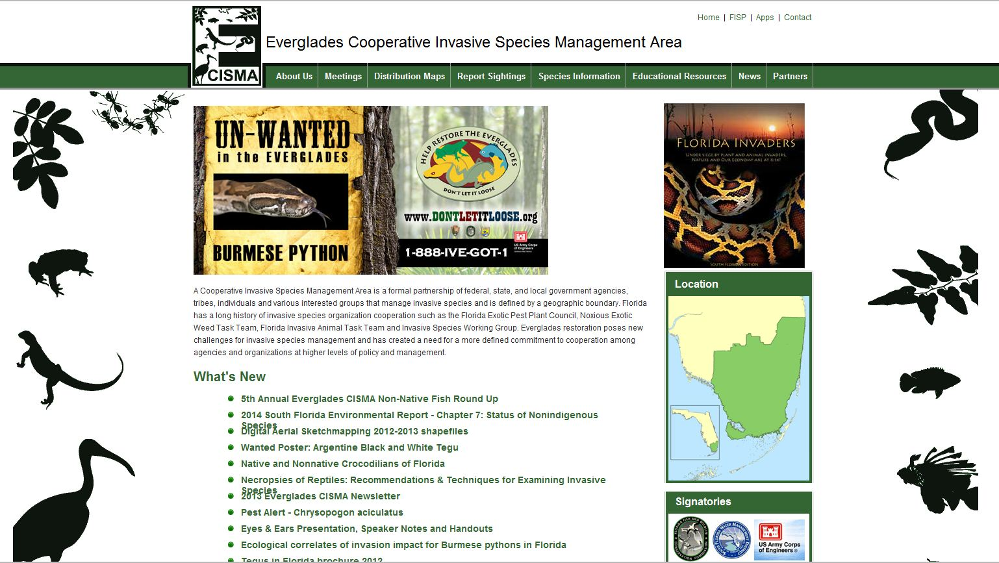 Home | FISP | Apps | Contact
Everglades Cooperative Invasive Species Management Area
CISMA
About Us
Meetings
Distribution Maps
Report Sightings
Species Information
Educational Resources
News
Partners
UN-WANTED
in the EVERGLADES
BURMESE PYTHON
HELP RESTORE THE EVERGLADES
DON'T LET IT LOOSE
www.DONTLETITLOOSE.org
US Army Corps
of Engineers
1-888-IVE-GOT-1
FLORIDA INVADERS
UNDER SIEGE BY PLANT AND ANIMAL INVADERS,
NATURE AND OUR ECONOMY ARE AT RISK!
SOUTH FLORIDA EDITION
A Cooperative Invasive Species Management Area is a formal partnership of federal, state, and local government agencies,
tribes, individuals and various interested groups that manage invasive species and is defined by a geographic boundary. Florida
has a long history of invasive species organization cooperation such as the Florida Exotic Pest Plant Council, Noxious Exotic
Weed Task Team, Florida Invasive Animal Task Team and Invasive Species Working Group. Everglades restoration poses new
challenges for invasive species management and has created a need for a more defined commitment to cooperation among
agencies and organizations at higher levels of policy and management.
What's New
5th Annual Everglades CISMA Non-Native Fish Round Up
2014 South Florida Environmental Report - Chapter 7: Status of Nonindigenous
Species
Digital Aerial Sketchmapping 2012-2013 shapefiles
Wanted Poster: Argentine Black and White Tegu
Native and Nonnative Crocodilians of Florida
Necropsies of Reptiles: Recommendations & Techniques for Examining Invasive
Species
2013 Everglades CISMA Newsletter
Pest Alert - Chrysopogon aciculatus
Eyes & Ears Presentation, Speaker Notes and Handouts
Ecological correlates of invasion impact for Burmese pythons in Florida
Tegus in Florida brochure 2012
Location
Signatories
US Army Corps
of Engineers ®